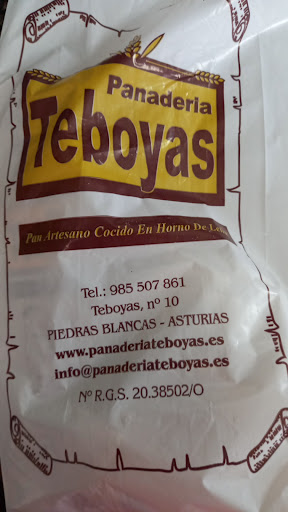 Panadería
Teboyas
Pan Artesano Cocido En Horno De
Tel.: 985 507 861
Teboyas, nº 10
PIEDRAS BLANCAS - ASTURIAS
www.panaderiateboyas.es
info@panaderiateboyas.es
Nº R.G.S. 20.38502/O